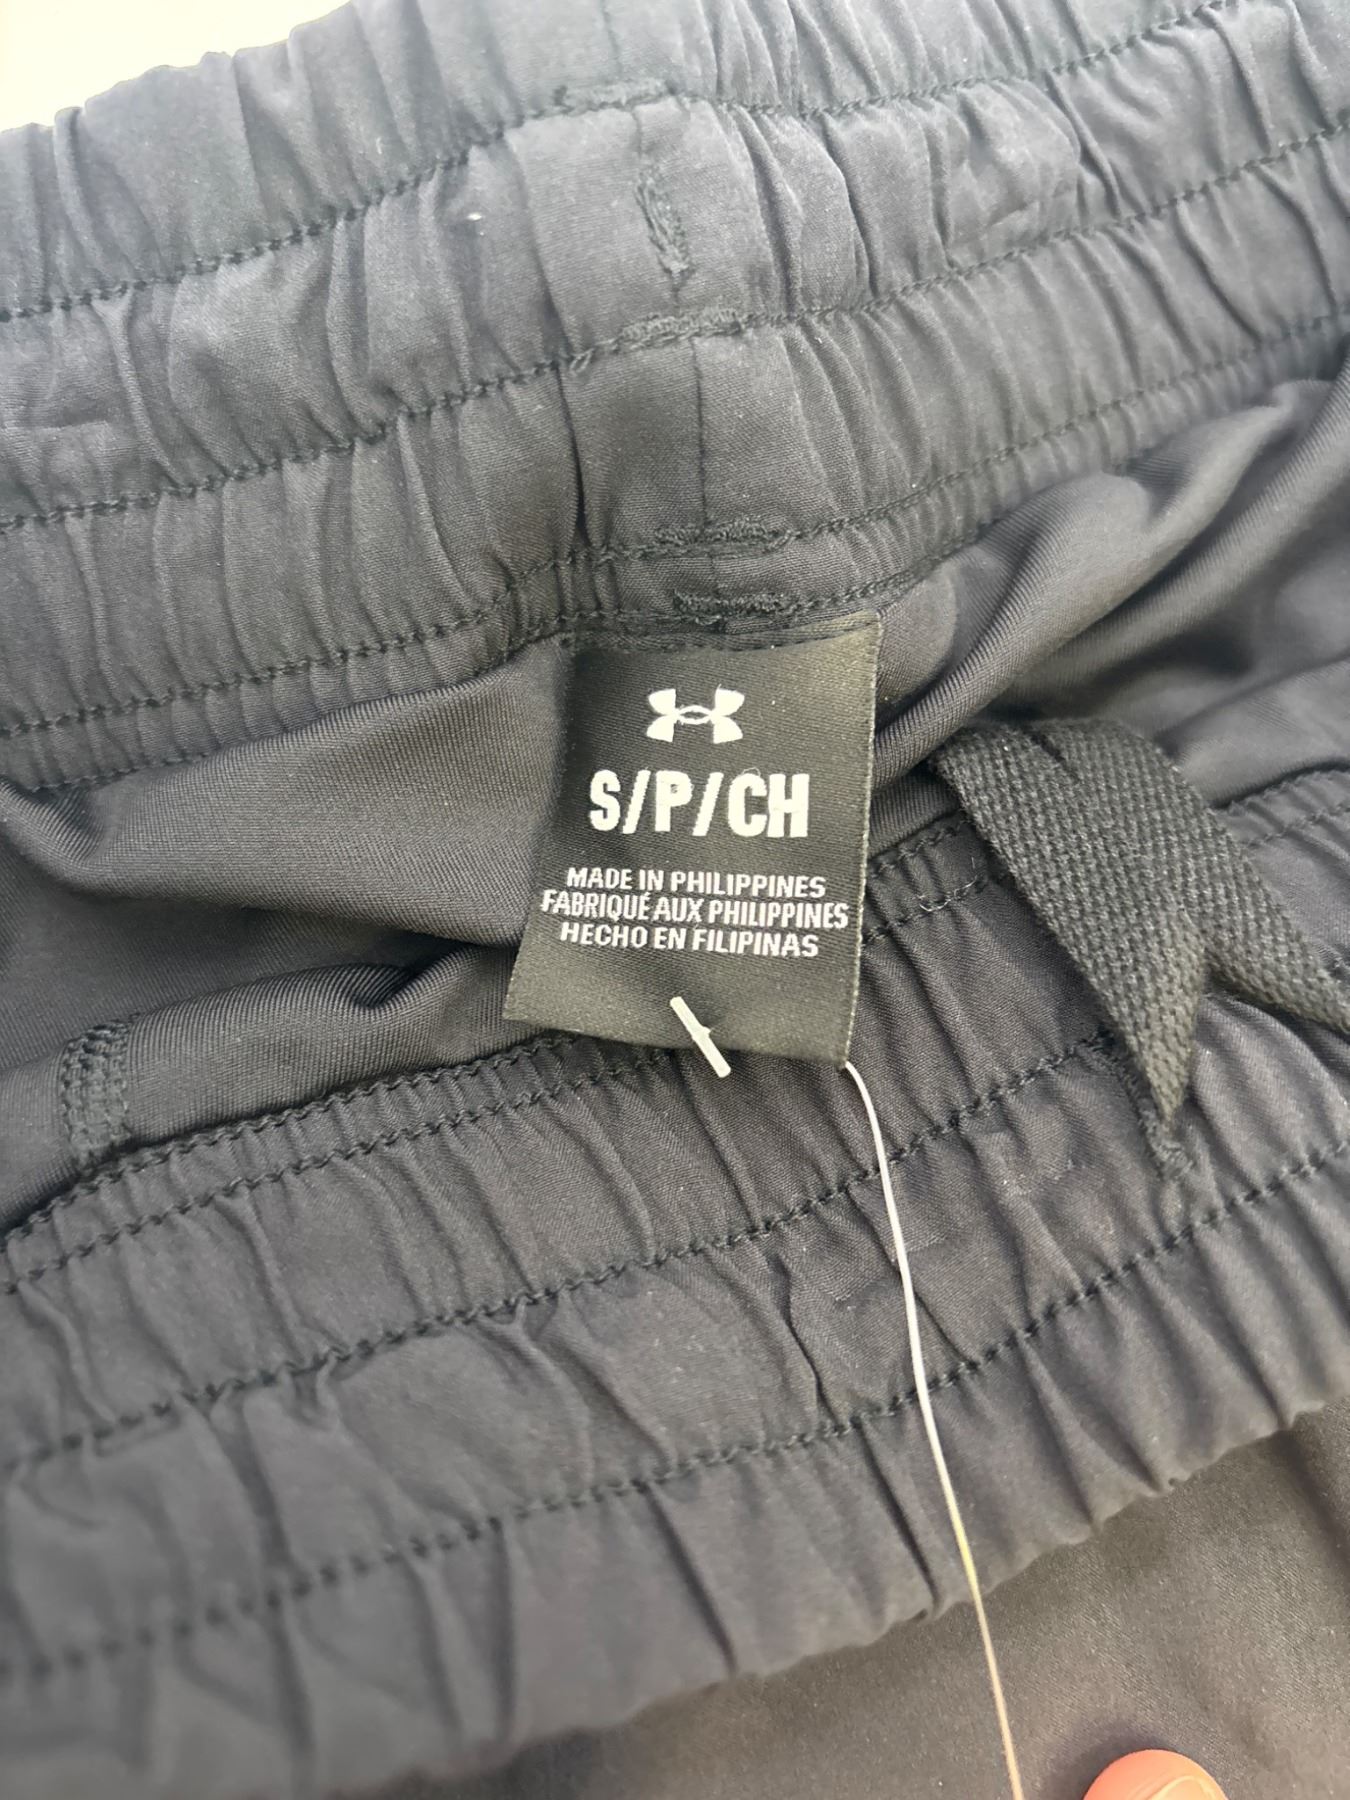 S/P/CH
MADE IN PHILIPPINES
FABRIQUÉ AUX PHILIPPINES
HECHO EN FILIPINAS